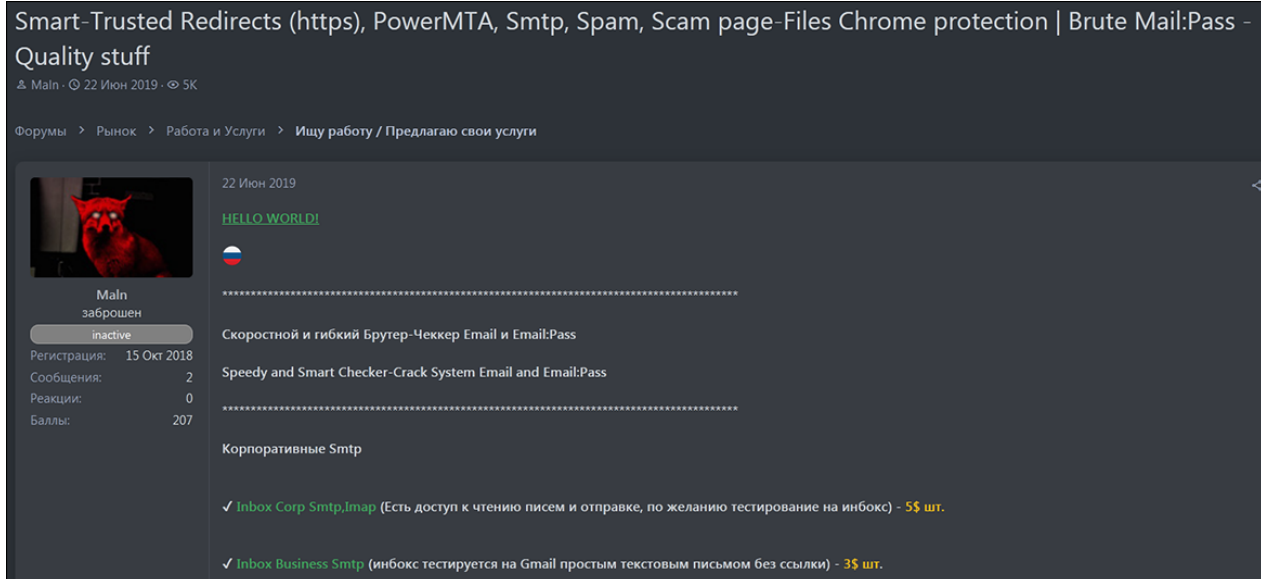 Smart-Trusted Redirects (https), PowerMTA, Smtp, Spam, Scam page-Files Chrome protection | Brute Mail:Pass -
Quality stuff
Maln · 22 Июн 2019 · 5K
Форумы > Рынок > Работа и Услуги > Ищу работу / Предлагаю свои услуги
22 Июн 2019
HELLO WORLD!
Maln
заброшен
inactive
Регистрация: 15 Окт 2018
Сообщения: 2
Реакции: 0
Баллы: 207
*******************************************************************************************
Скоростной и гибкий Брутер-Чеккер Email и Email:Pass
Speedy and Smart Checker-Crack System Email and Email:Pass
*******************************************************************************************
Корпоративные Smtp
✓ Inbox Corp Smtp,Imap (Есть доступ к чтению писем и отправке, по желанию тестирование на инбокс) - 5$ шт.
✓ Inbox Business Smtp (инбокс тестируется на Gmail простым текстовым письмом без ссылки) - 3$ шт.